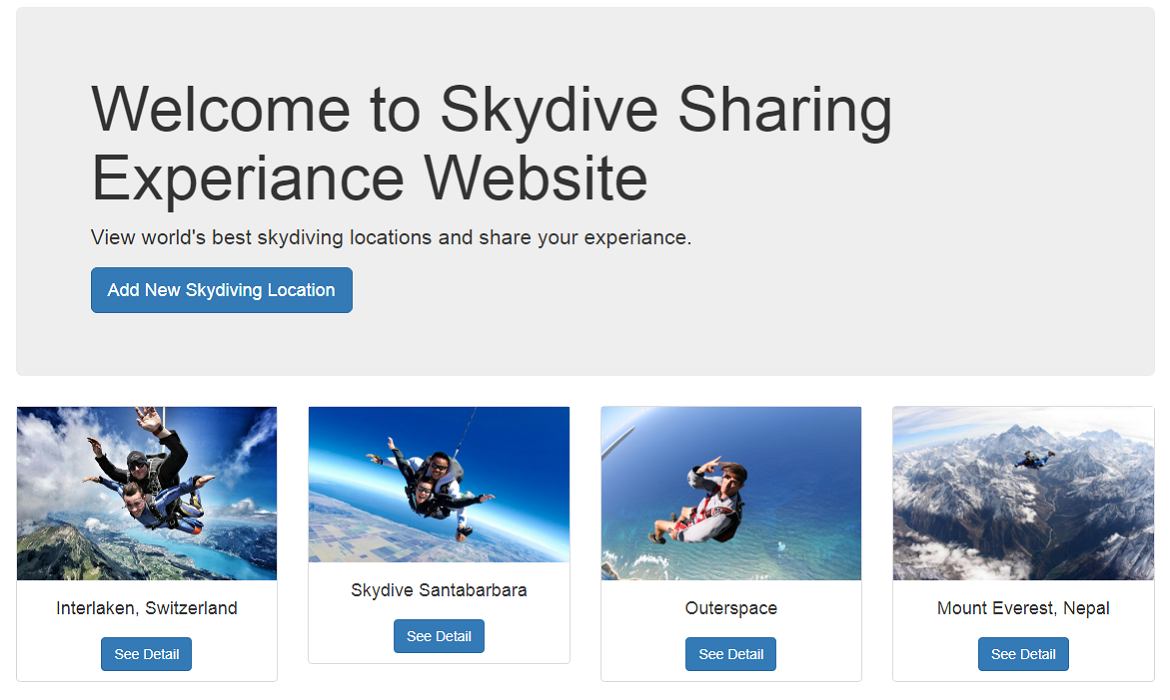 Welcome to Skydive Sharing
Experiance Website
View world's best skydiving locations and share your experiance.
Add New Skydiving Location
Interlaken, Switzerland
See Detail
Skydive Santabarbara
See Detail
Outerspace
See Detail
Mount Everest, Nepal
See Detail